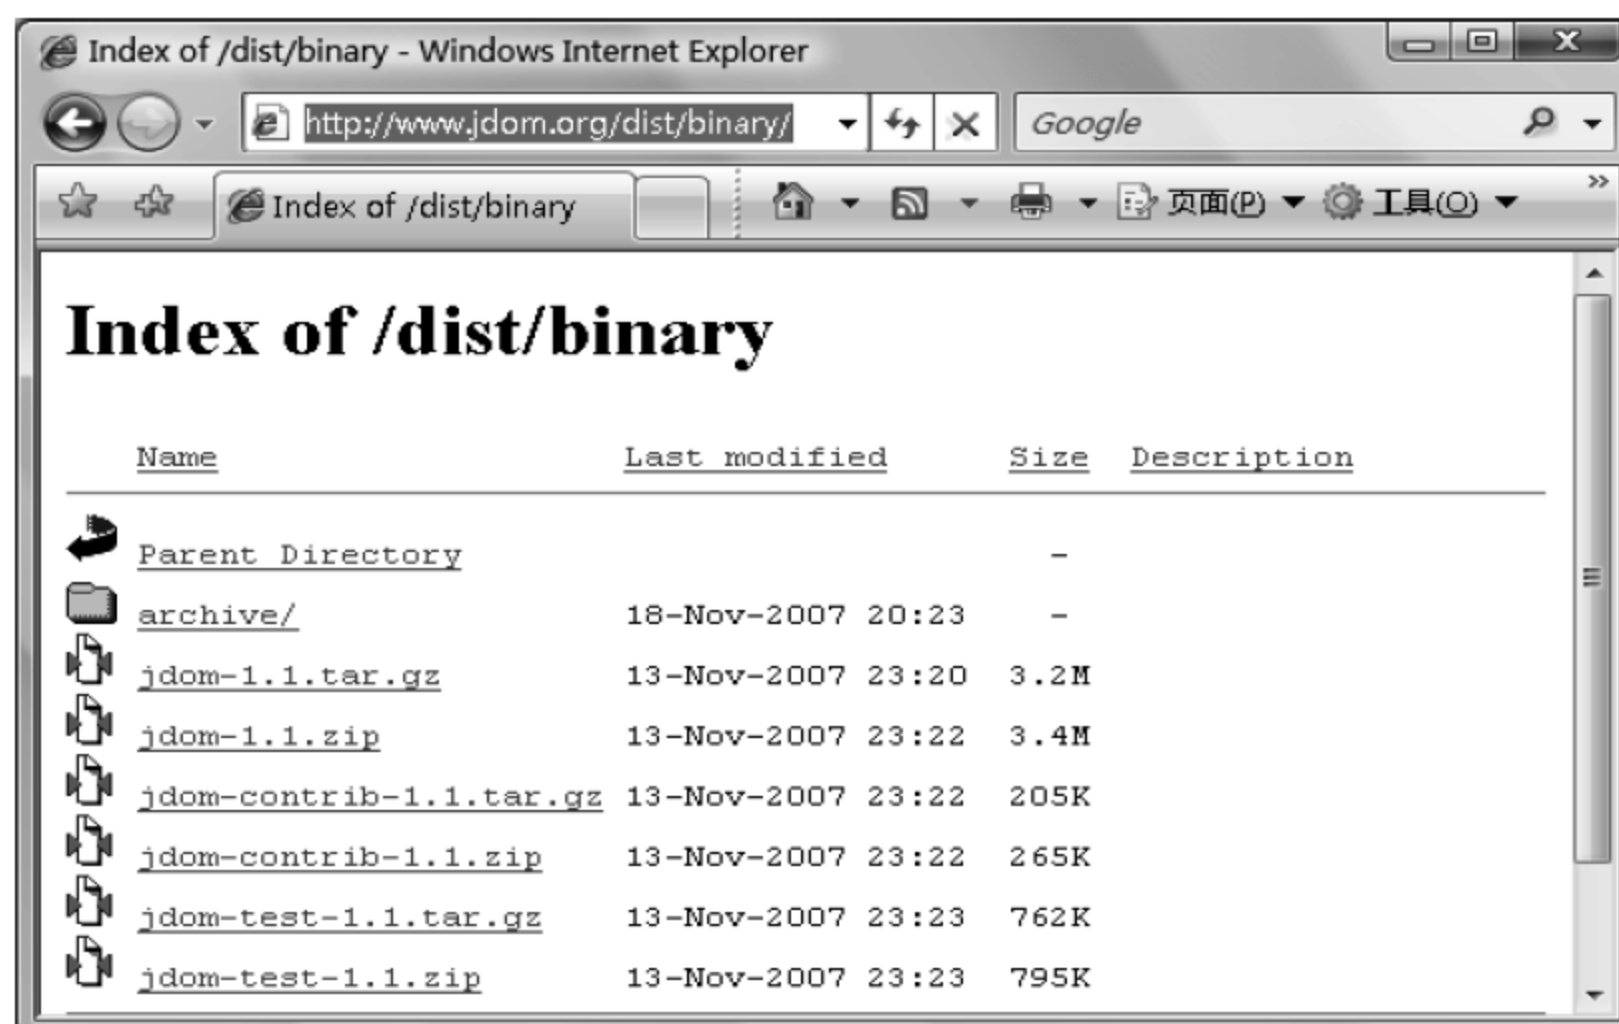 Index of /dist/binary - Windows Internet Explorer
http://www.jdom.org/dist/binary/ Google
Index of /dist/binary 页面(P) 工具(O) »
Index of /dist/binary
Name Last modified Size Description
Parent Directory -
archive/ 18-Nov-2007 20:23 -
jdom-1.1.tar.gz 13-Nov-2007 23:20 3.2M
jdom-1.1.zip 13-Nov-2007 23:22 3.4M
jdom-contrib-1.1.tar.gz 13-Nov-2007 23:22 205K
jdom-contrib-1.1.zip 13-Nov-2007 23:22 265K
jdom-test-1.1.tar.gz 13-Nov-2007 23:23 762K
jdom-test-1.1.zip 13-Nov-2007 23:23 795K